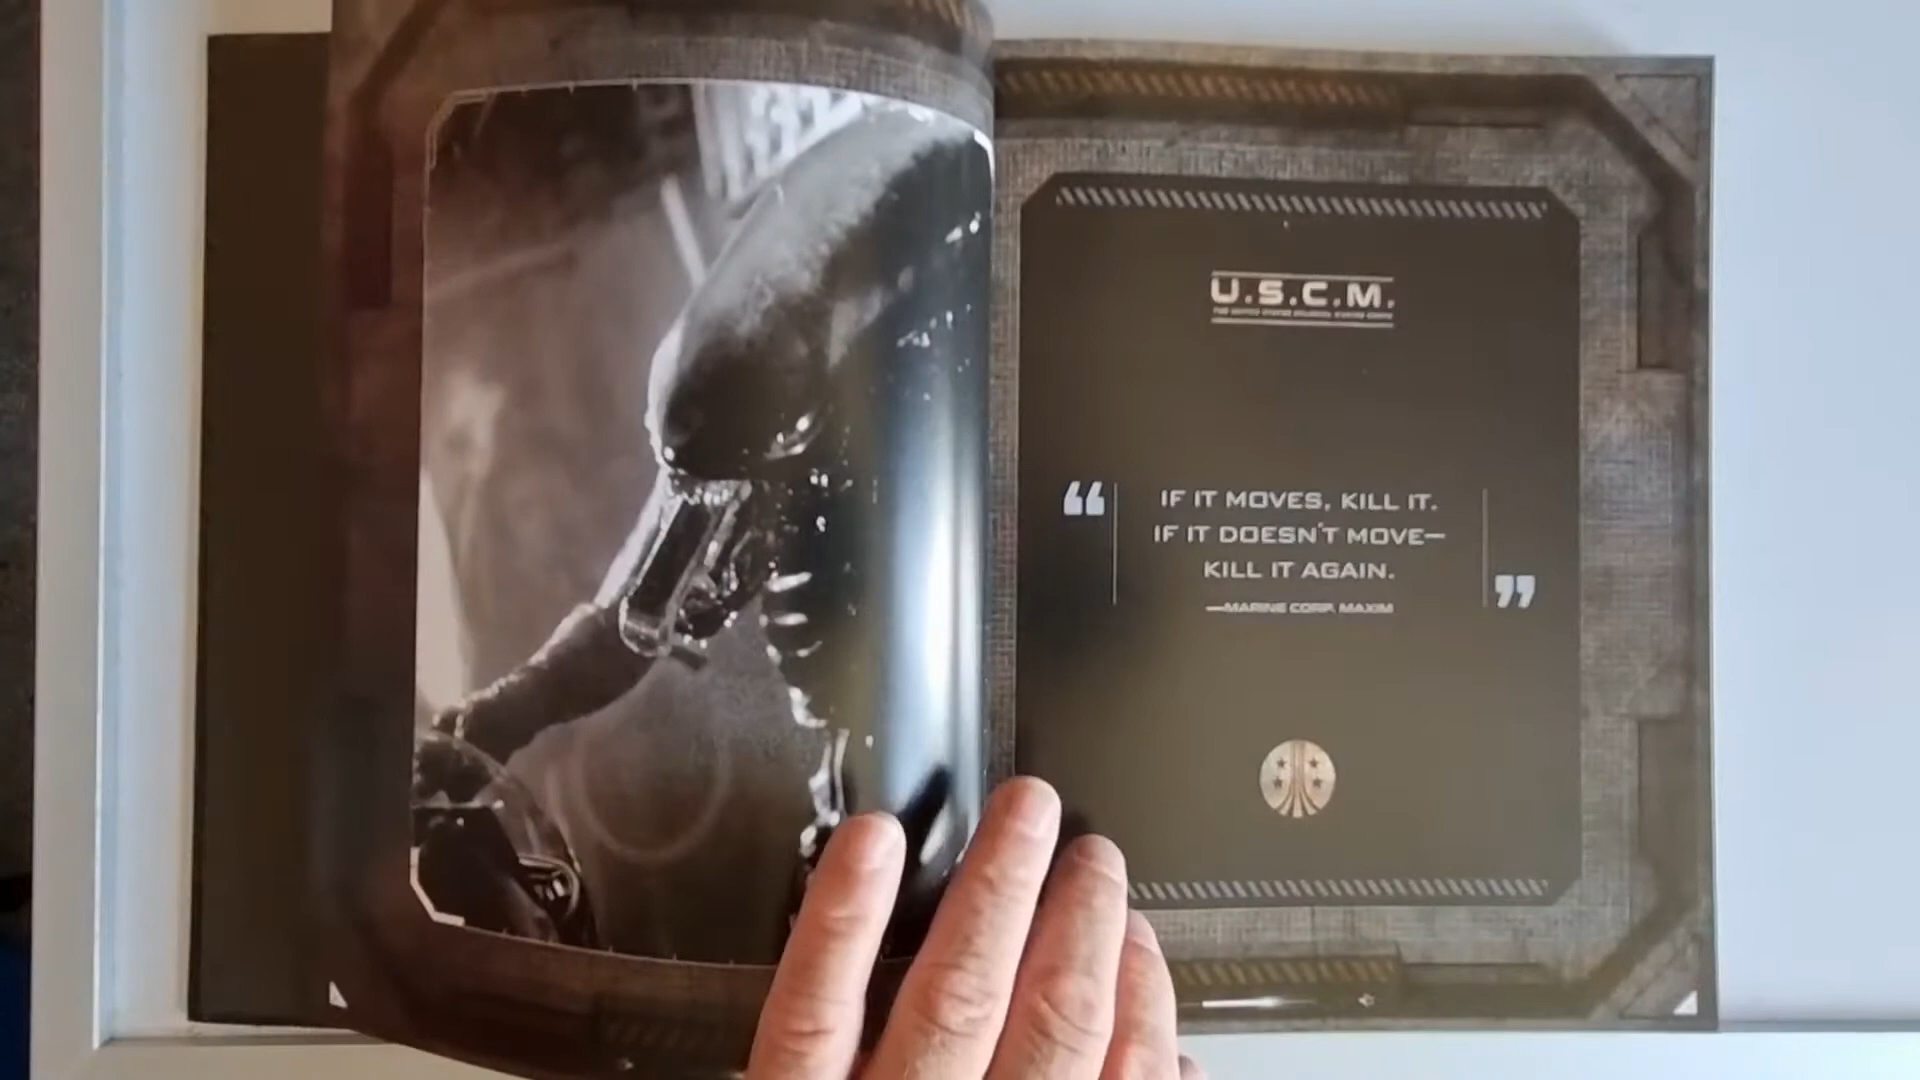 U.S.C.M.
THE UNITED STATES COLONIAL MARINE CORPS
“
IF IT MOVES, KILL IT.
IF IT DOESN'T MOVE—
KILL IT AGAIN.
”
—MARINE CORP. MAXIM